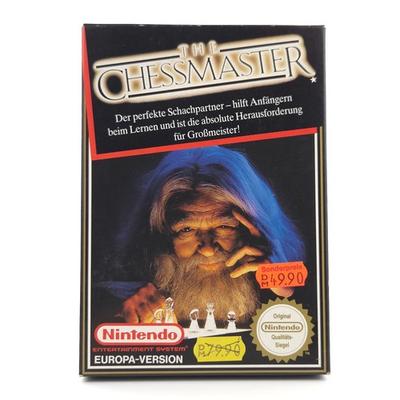 THE
CHESSMASTER
Der perfekte Schachpartner – hilft Anfängern
beim Lernen und ist die absolute Herausforderung
für Großmeister!
Sonderpreis
DM 49.90
Nintendo
ENTERTAINMENT SYSTEM
EUROPA-VERSION
DM 79.90
Original
Nintendo
Qualitäts-
Siegel